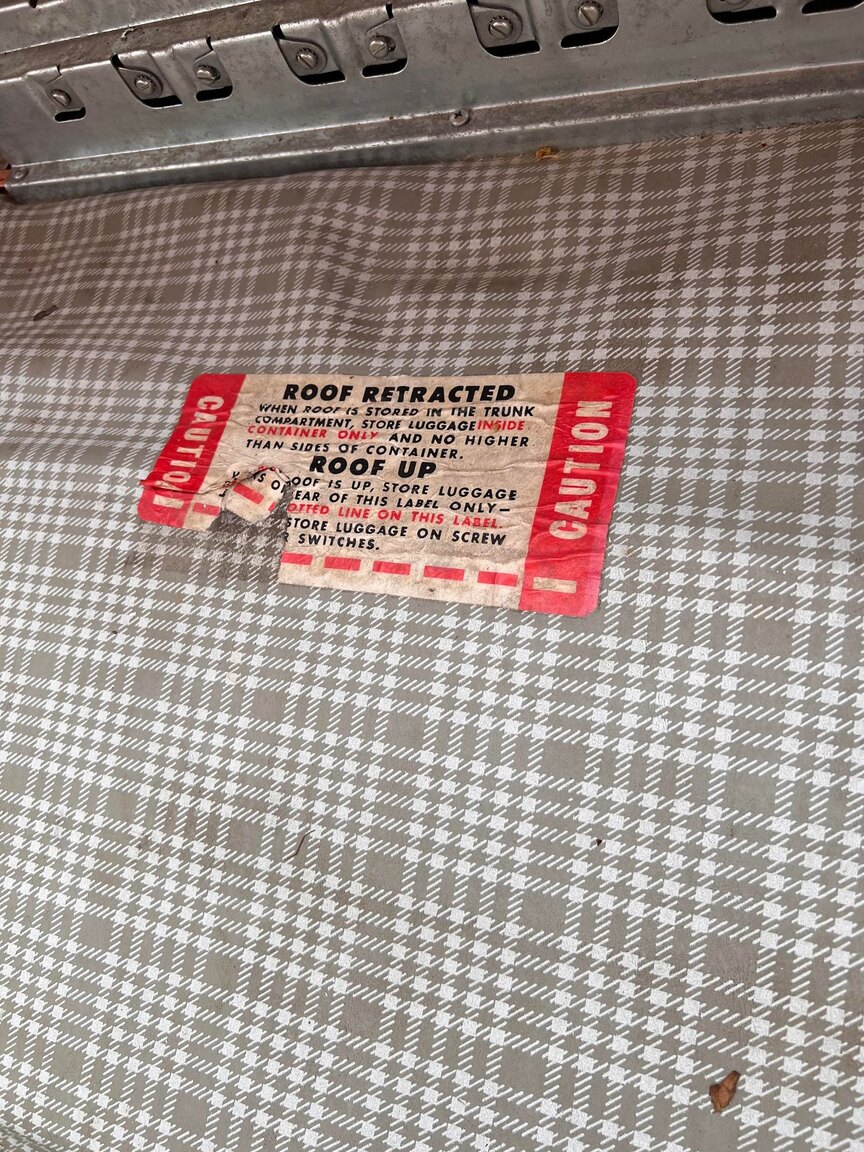 CAUTION
ROOF RETRACTED
WHEN ROOF IS STORED IN THE TRUNK
COMPARTMENT, STORE LUGGAGE INSIDE
CONTAINER ONLY AND NO HIGHER
THAN SIDES OF CONTAINER.
ROOF UP
ROOF IS UP, STORE LUGGAGE
EAR OF THIS LABEL ONLY—
OTTED LINE ON THIS LABEL.
STORE LUGGAGE ON SCREW
R SWITCHES.
CAUTION